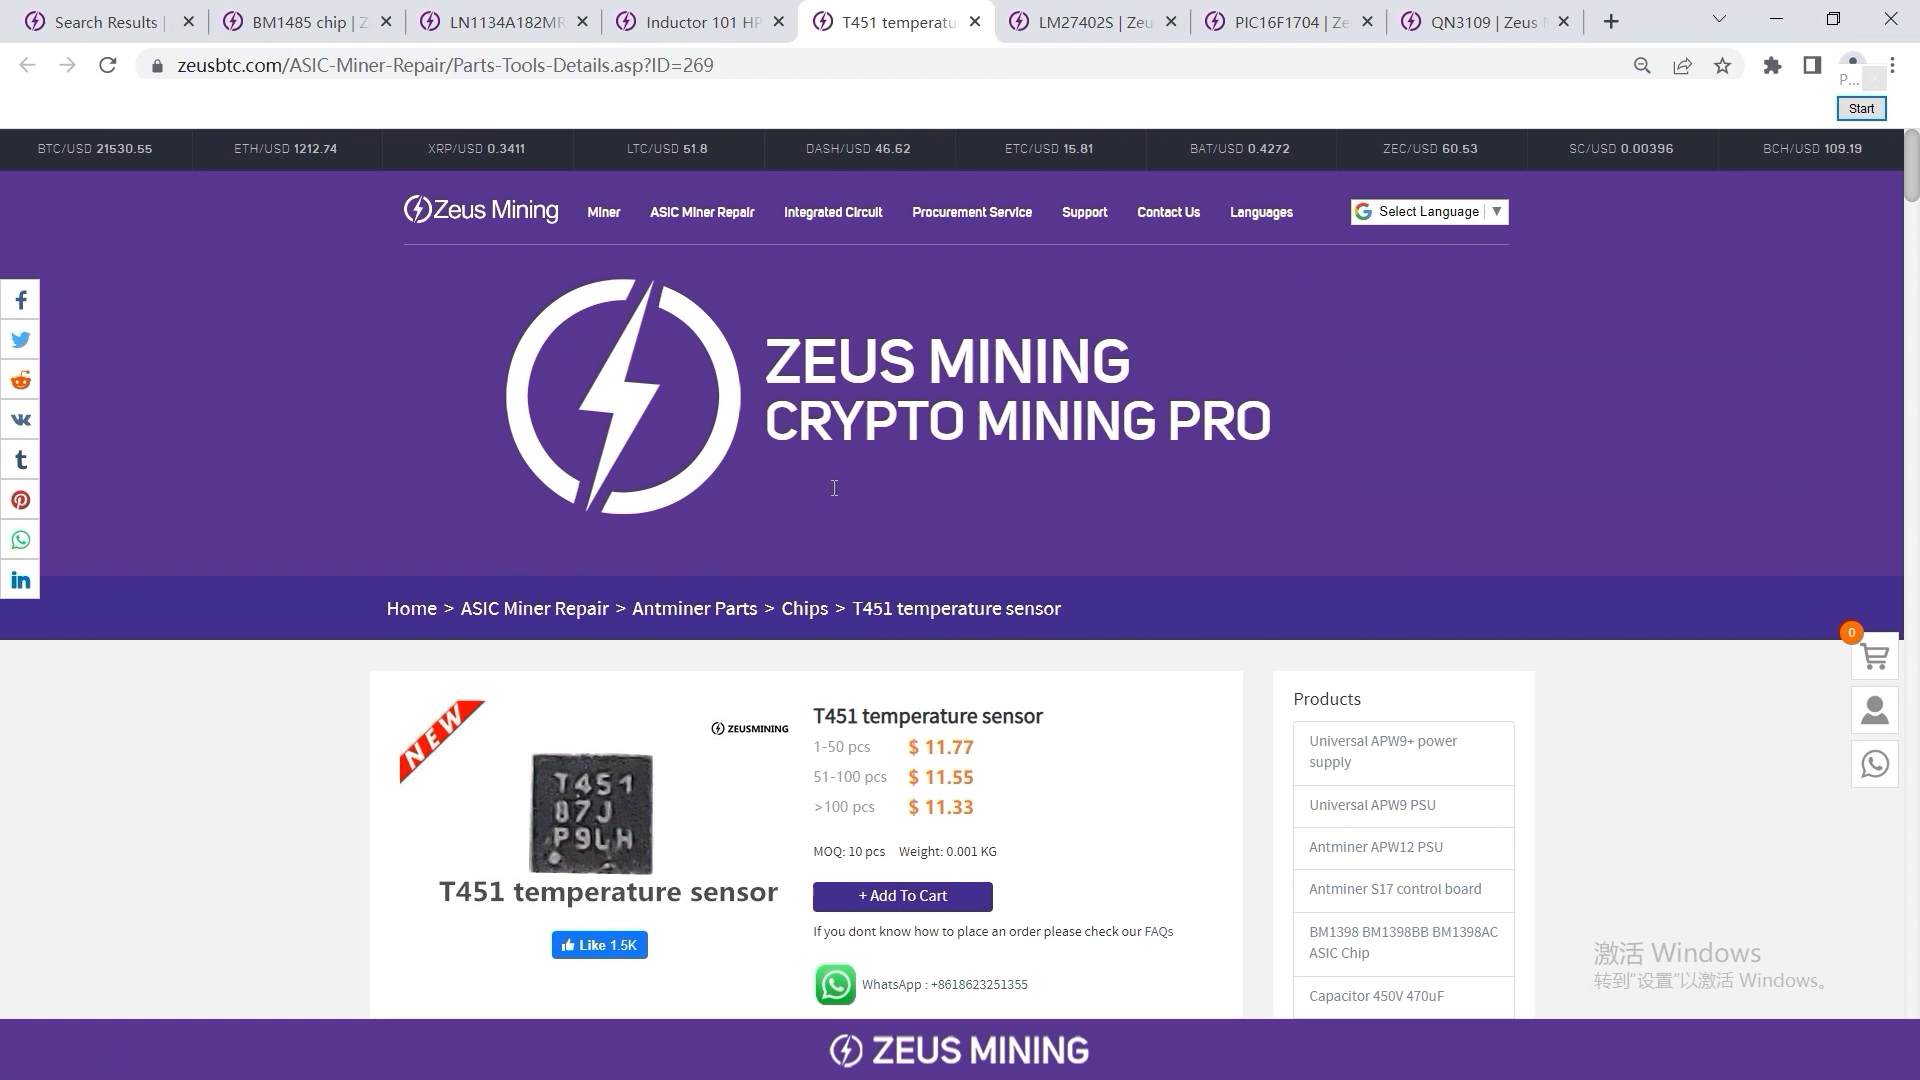 Search Results |
BM1485 chip | Z
LN1134A182MR
Inductor 101 HP
T451 temperatu
LM27402S | Zeu
PIC16F1704 | Ze
QN3109 | Zeus
zeusbtc.com/ASIC-Miner-Repair/Parts-Tools-Details.asp?ID=269
P...
Start
BTC/USD 21530.55
ETH/USD 1212.74
XRP/USD 0.3411
LTC/USD 51.8
DASH/USD 46.62
ETC/USD 15.81
BAT/USD 0.4272
ZEC/USD 60.53
SC/USD 0.00396
BCH/USD 109.19
Zeus Mining
Miner
ASIC Miner Repair
Integrated Circuit
Procurement Service
Support
Contact Us
Languages
Select Language
ZEUS MINING
CRYPTO MINING PRO
Home > ASIC Miner Repair > Antminer Parts > Chips > T451 temperature sensor
0
NEW
ZEUSMINING
T451
87J
P9LH
T451 temperature sensor
Like 1.5K
T451 temperature sensor
1-50 pcs $ 11.77
51-100 pcs $ 11.55
>100 pcs $ 11.33
MOQ: 10 pcs Weight: 0.001 KG
+ Add To Cart
If you dont know how to place an order please check our FAQs
WhatsApp : +8618623251355
Products
Universal APW9+ power
supply
Universal APW9 PSU
Antminer APW12 PSU
Antminer S17 control board
BM1398 BM1398BB BM1398AC
ASIC Chip
Capacitor 450V 470uF
激活 Windows
转到"设置"以激活 Windows。
ZEUS MINING